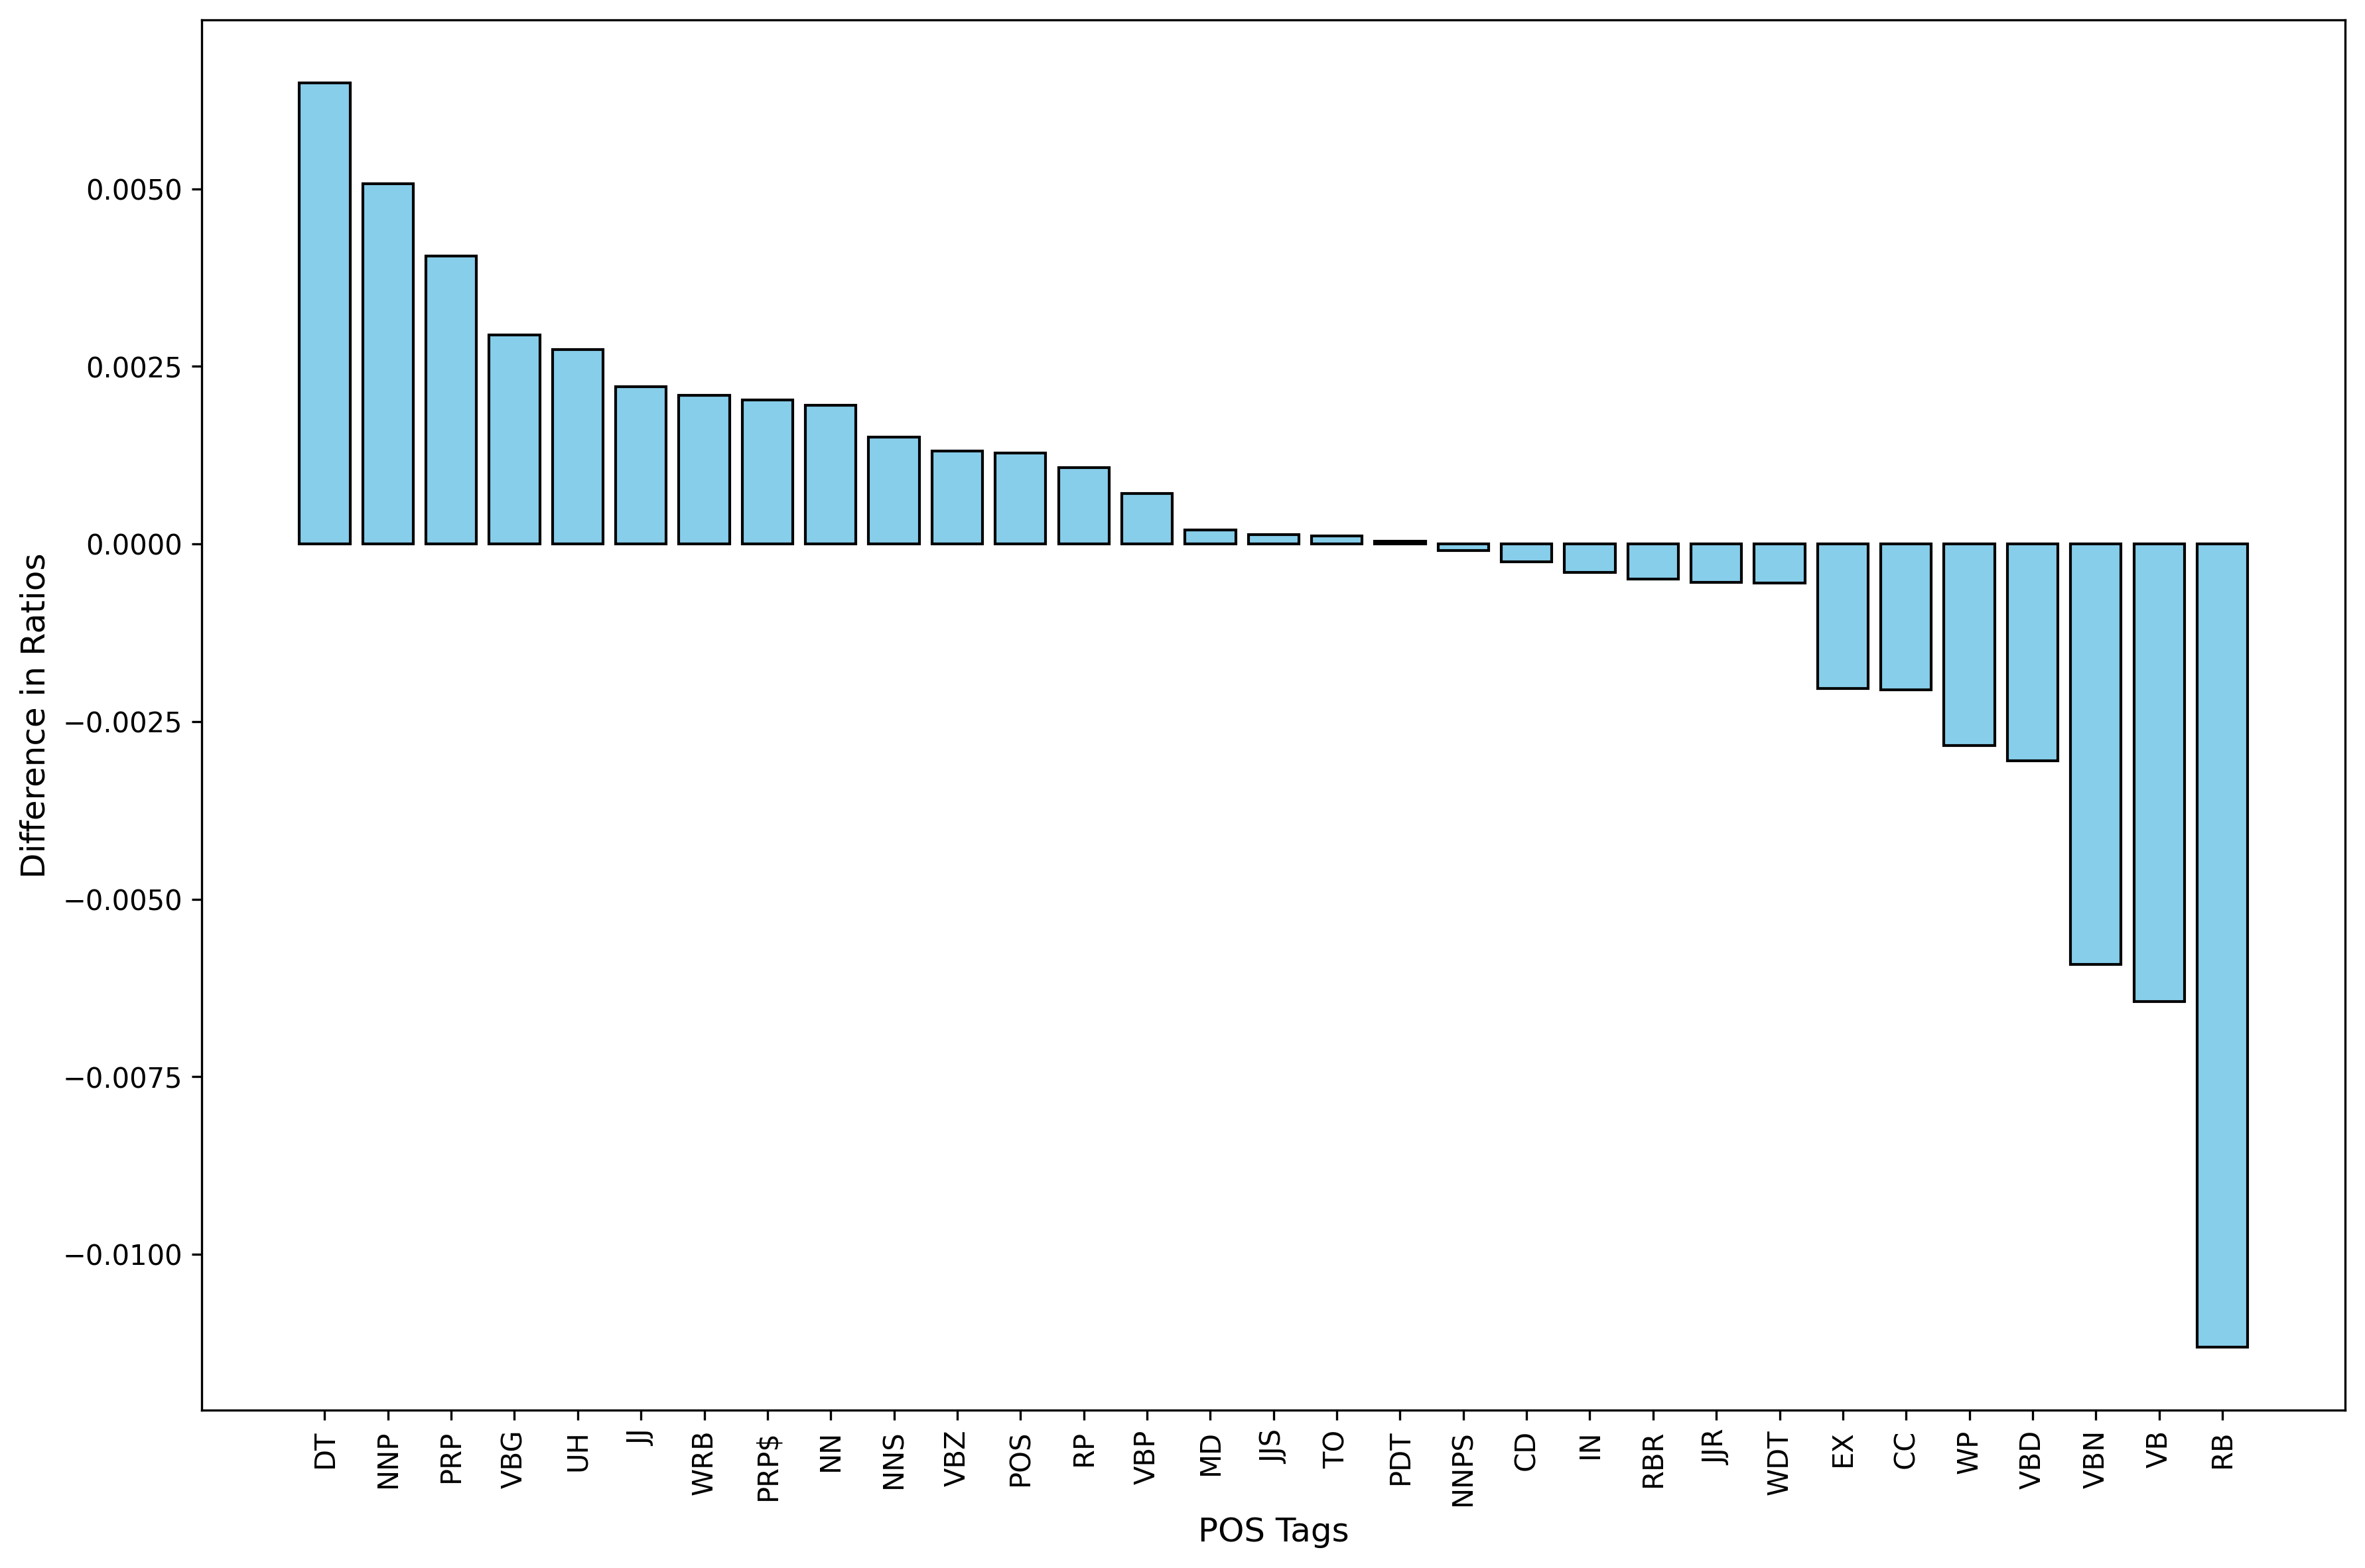 Difference in Ratios
0.0050
0.0025
0.0000
−0.0025
−0.0050
−0.0075
−0.0100
DT
NNP
PRP
VBG
UH
JJ
WRB
PRP$
NN
NNS
VBZ
POS
RP
VBP
MD
JJS
TO
PDT
NNPS
CD
IN
RBR
JJR
WDT
EX
CC
WP
VBD
VBN
VB
RB
POS Tags